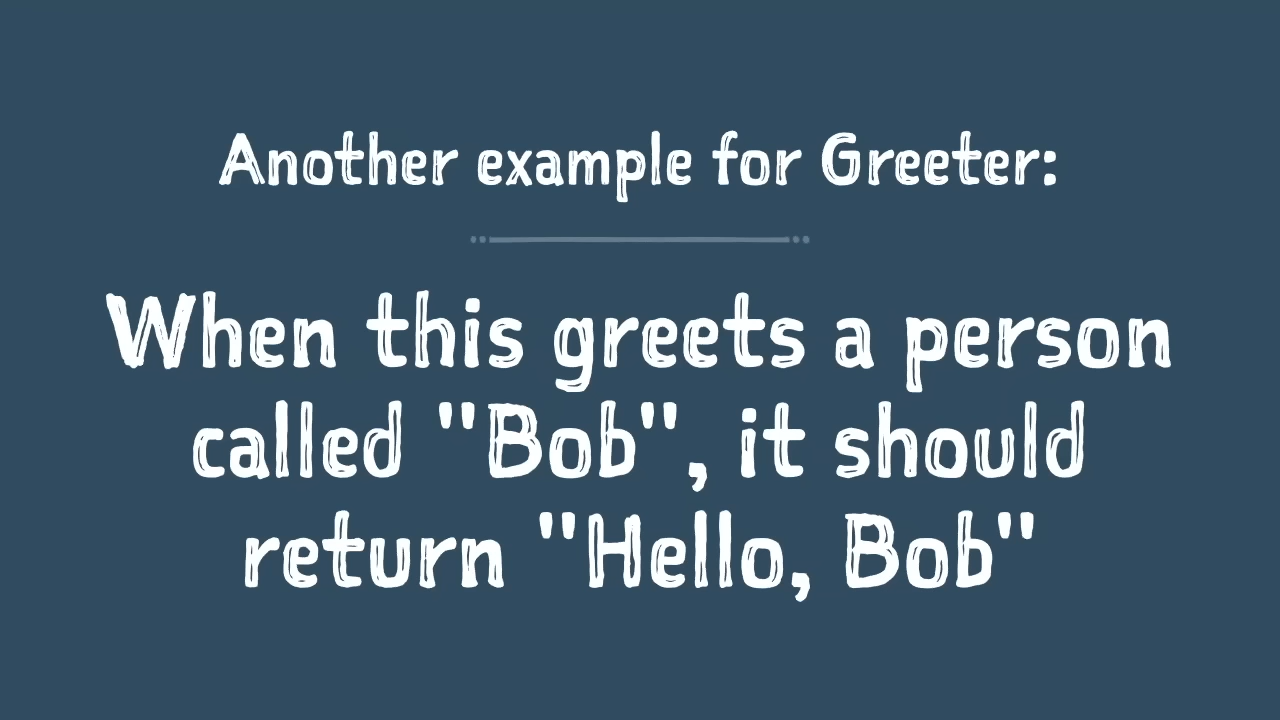 Another example for Greeter:
When this greets a person
called "Bob", it should
return "Hello, Bob"